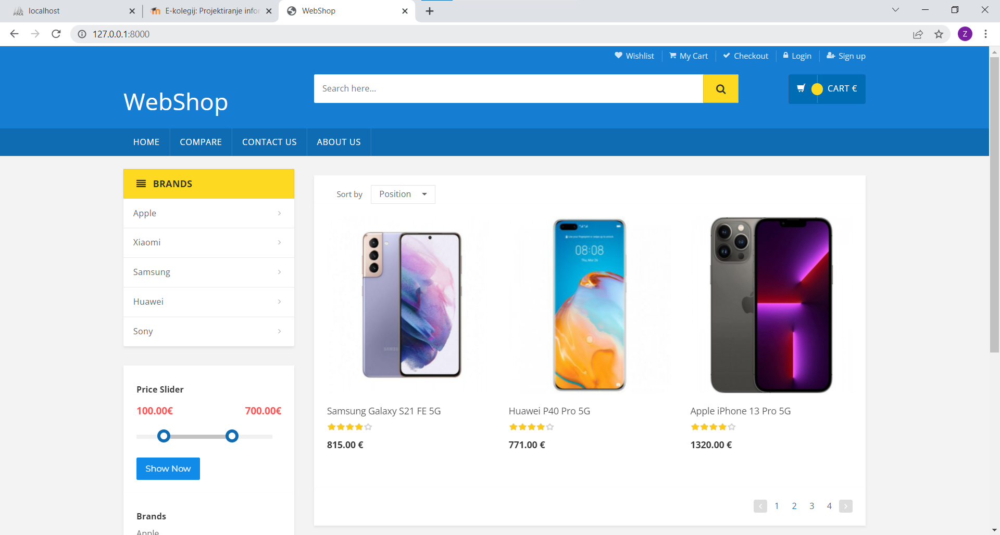 localhost
E-kolegij: Projektiranje infor
WebShop
127.0.0.1:8000
Z
Wishlist
My Cart
Checkout
Login
Sign up
WebShop
Search here...
CART €
HOME
COMPARE
CONTACT US
ABOUT US
BRANDS
Apple
Xiaomi
Samsung
Huawei
Sony
Price Slider
100.00€
700.00€
Show Now
Brands
Apple
Sort by
Position
SAMSUNG
08:08
Samsung Galaxy S21 FE 5G
815.00 €
Huawei P40 Pro 5G
771.00 €
Apple iPhone 13 Pro 5G
1320.00 €
1 2 3 4